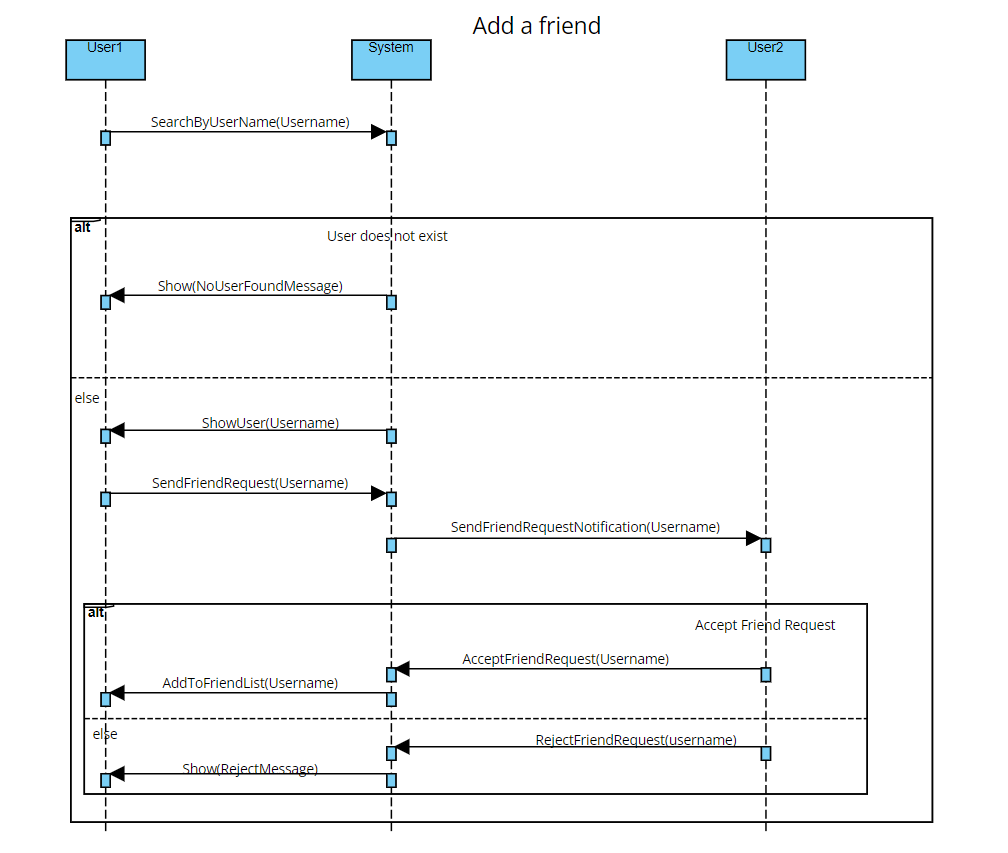 Add a friend
User1
System
User2
SearchByUserName(Username)
alt
User does not exist
Show(NoUserFoundMessage)
else
ShowUser(Username)
SendFriendRequest(Username)
SendFriendRequestNotification(Username)
alt
Accept Friend Request
AcceptFriendRequest(Username)
AddToFriendList(Username)
else
RejectFriendRequest(username)
Show(RejectMessage)